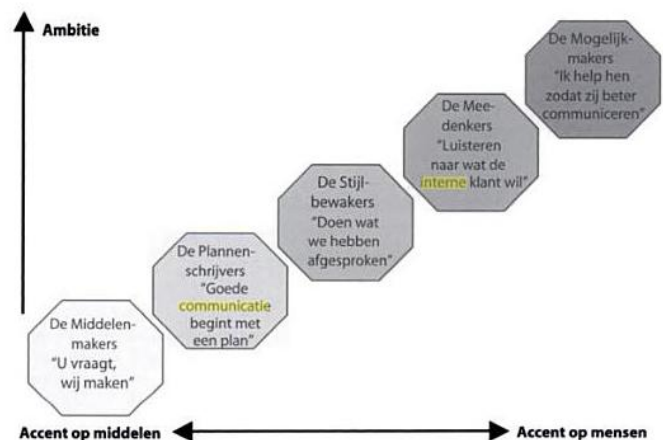 Ambitie
De Mogelijk-
makers
"Ik help hen
zodat zij beter
communiceren"
De Mee-
denkers
"Luisteren
naar wat de
interne klant wil"
De Stijl-
bewakers
"Doen wat
we hebben
afgesproken"
De Plannen-
schrijvers
"Goede
communicatie
begint met
een plan"
De Middelen-
makers
"U vraagt,
wij maken"
Accent op middelen
Accent op mensen